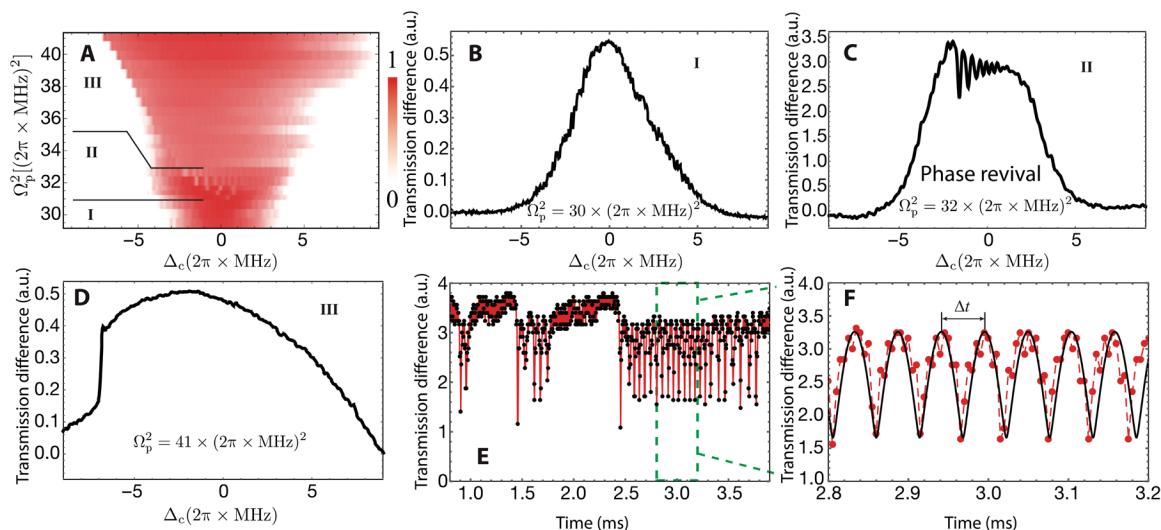 A
III
II
I
Ω_p^2[(2π × MHz)^2]
40
38
36
34
32
30
−5
0
5
Δ_c(2π × MHz)
1
0
B
I
Transmission difference (a.u.)
0.5
0.4
0.3
0.2
0.1
0.0
Ω_p^2 = 30 × (2π × MHz)^2
−5
0
5
Δ_c(2π × MHz)
C
II
Transmission difference (a.u.)
3.5
3.2
2.5
2.2
1.5
1.2
0.5
0.0
Phase revival
Ω_p^2 = 32 × (2π × MHz)^2
−5
0
5
Δ_c(2π × MHz)
D
III
Transmission difference (a.u.)
0.5
0.4
0.3
0.2
0.1
0.0
Ω_p^2 = 41 × (2π × MHz)^2
−5
0
5
Δ_c(2π × MHz)
E
Transmission difference (a.u.)
4
3
2
1
0
1.0
1.5
2.0
2.5
3.0
3.5
Time (ms)
F
Δt
Transmission difference (a.u.)
4.0
3.5
3.0
2.5
2.0
1.5
1.0
2.8
2.9
3.0
3.1
3.2
Time (ms)